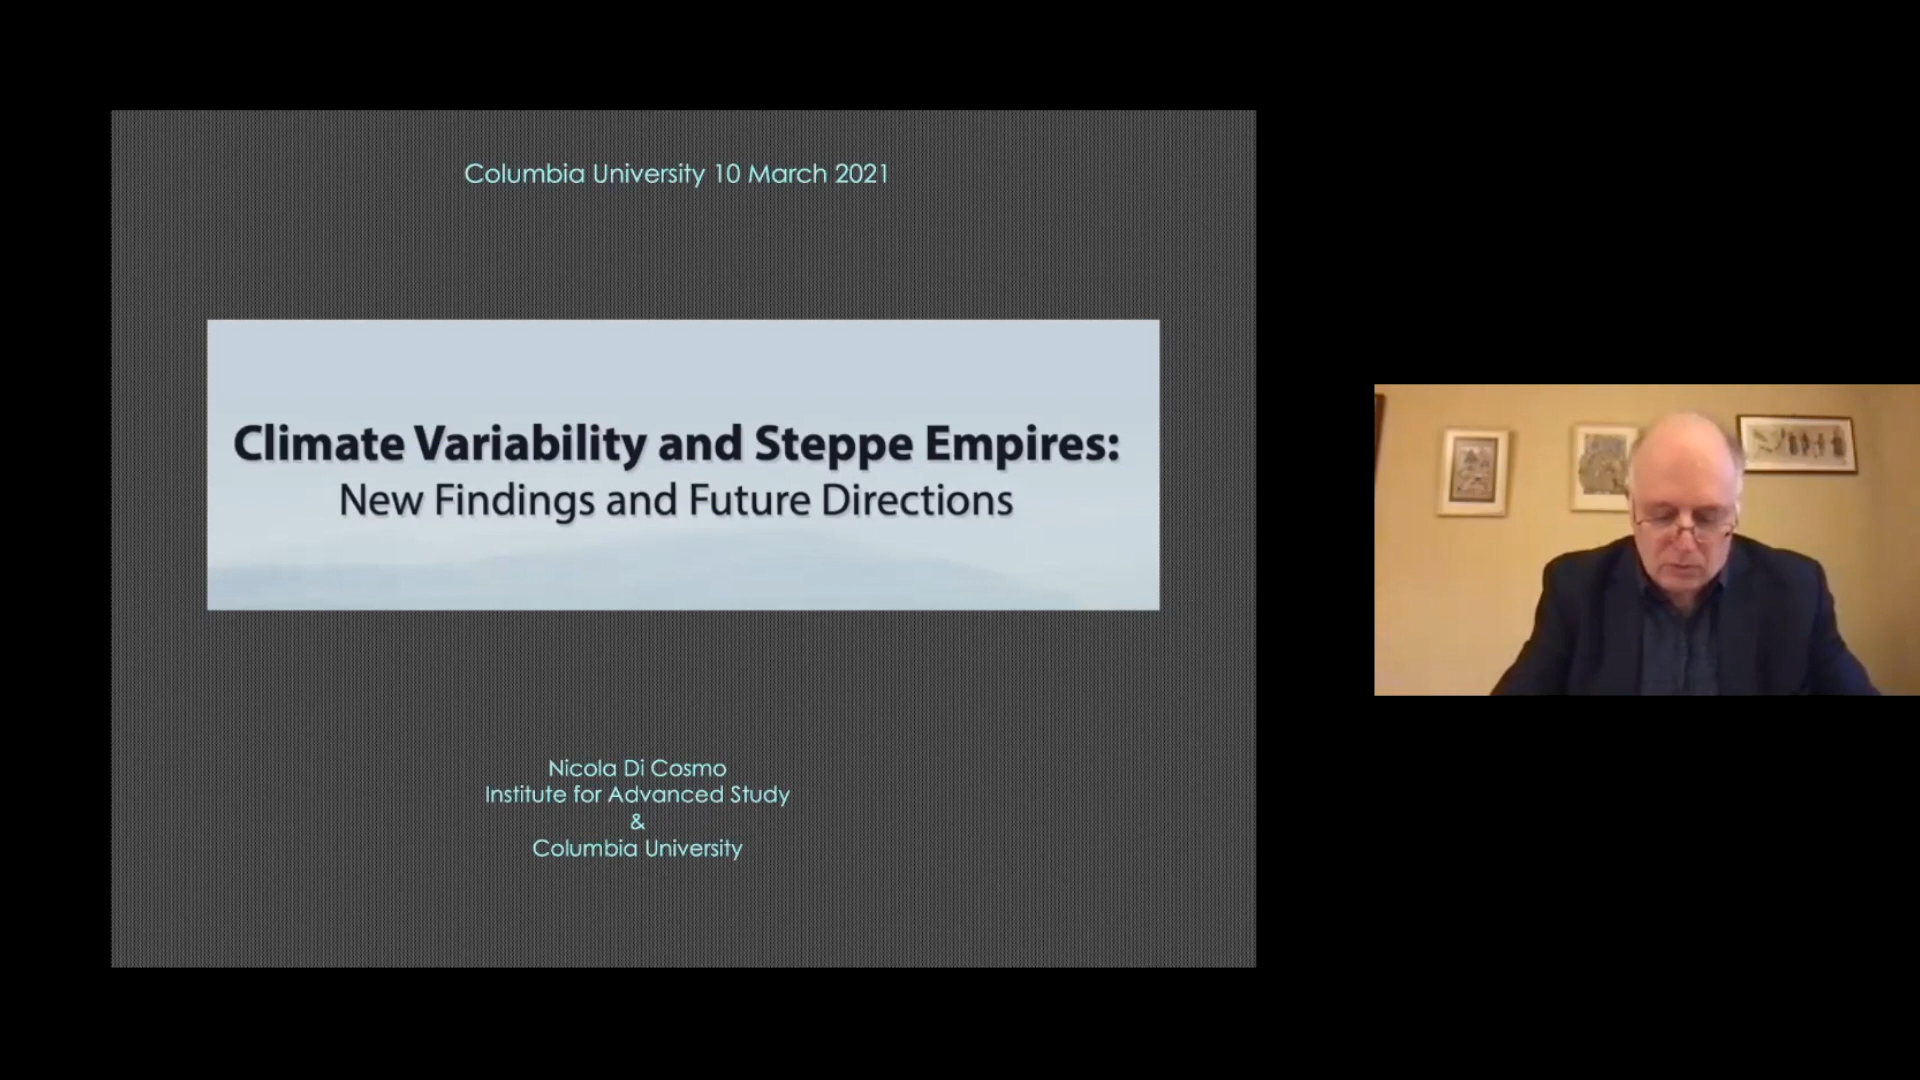 Columbia University 10 March 2021
Climate Variability and Steppe Empires:
New Findings and Future Directions
Nicola Di Cosmo
Institute for Advanced Study
&
Columbia University